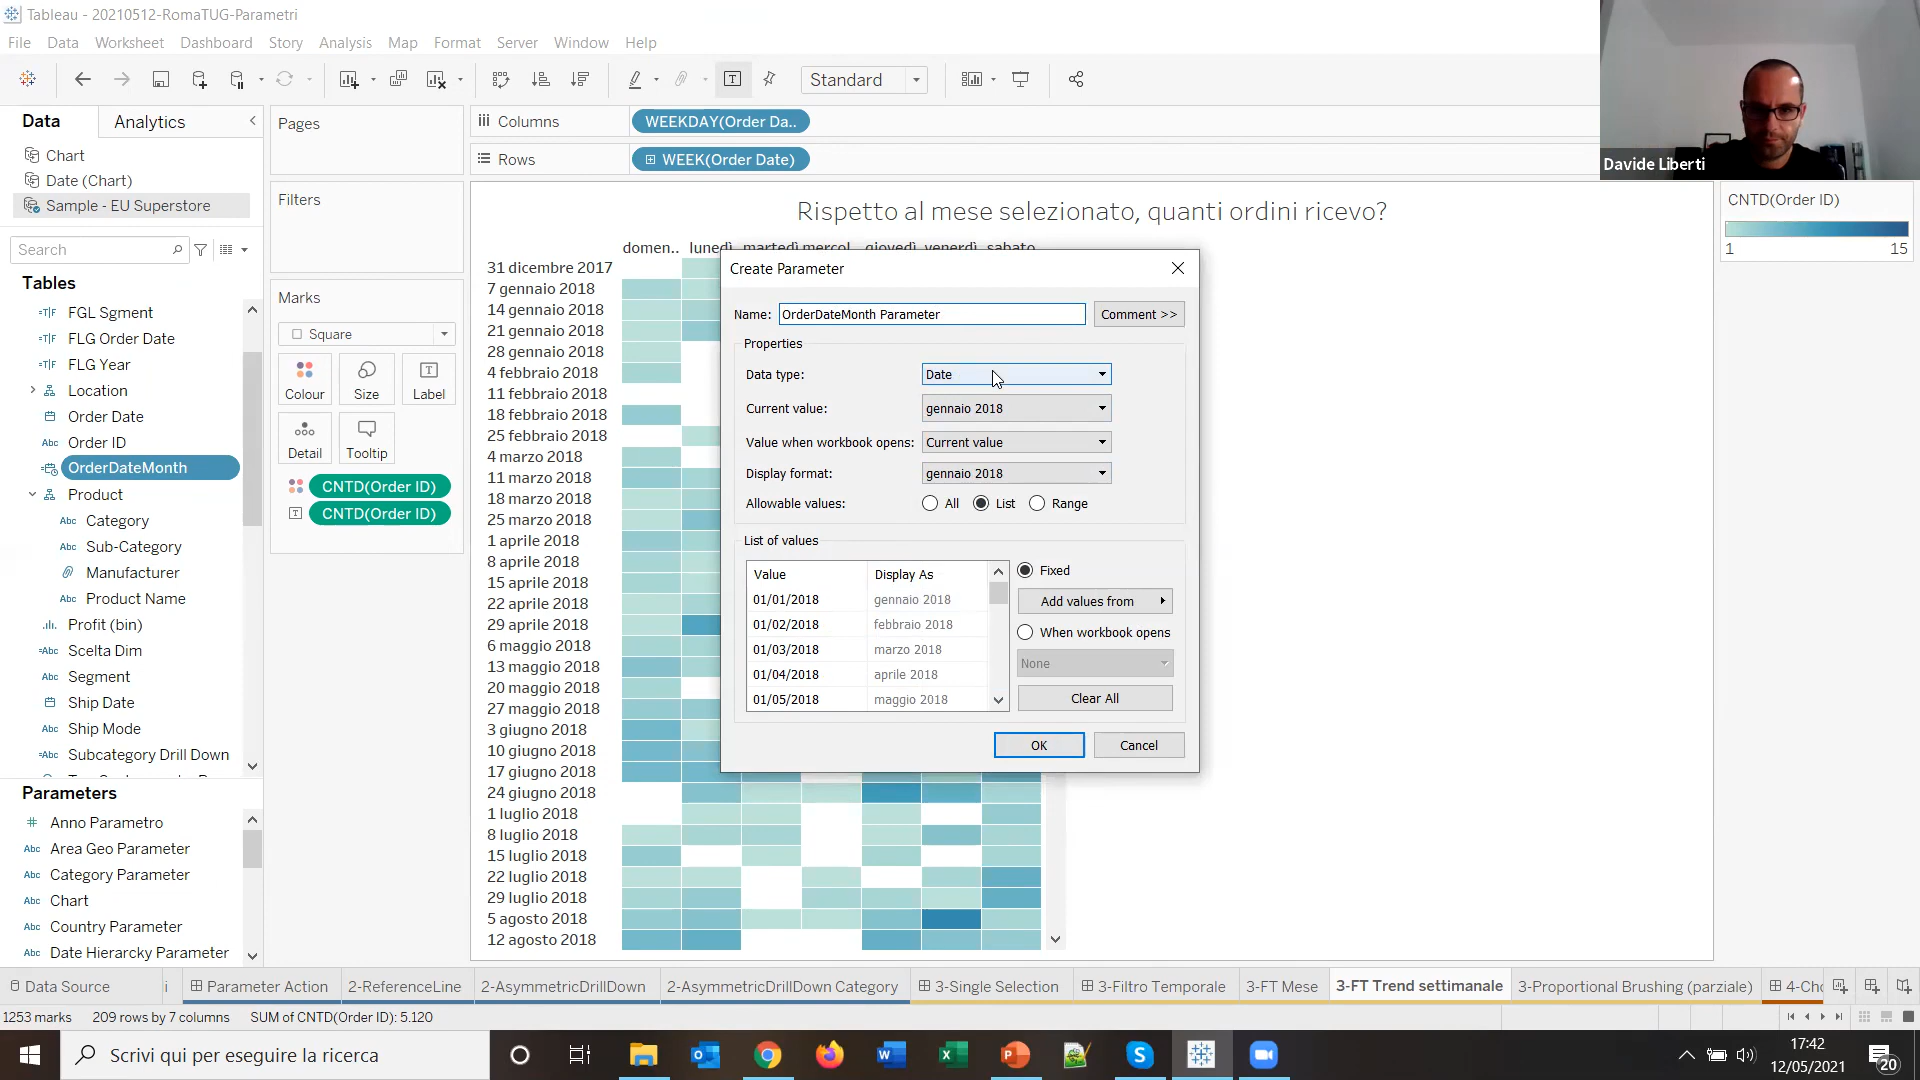 Tableau - 20210512-RomaTUG-Parametri
File Data Worksheet Dashboard Story Analysis Map Format Server Window Help
Standard
Davide Liberti
Data Analytics
Chart
Date (Chart)
Sample - EU Superstore
Search
Tables
FGL Sgment
FLG Order Date
FLG Year
Location
Order Date
Order ID
OrderDateMonth
Product
Category
Sub-Category
Manufacturer
Product Name
Profit (bin)
Scelta Dim
Segment
Ship Date
Ship Mode
Subcategory Drill Down
Parameters
Anno Parametro
Area Geo Parameter
Category Parameter
Chart
Country Parameter
Date Hierarcky Parameter
Pages
Filters
Marks
Square
Colour Size Label
Detail Tooltip
CNTD(Order ID)
CNTD(Order ID)
Columns WEEKDAY(Order Da..
Rows WEEK(Order Date)
Rispetto al mese selezionato, quanti ordini ricevo?
domen.. lunedì martedì mercol.. giovedì venerdì sabato
31 dicembre 2017
7 gennaio 2018
14 gennaio 2018
21 gennaio 2018
28 gennaio 2018
4 febbraio 2018
11 febbraio 2018
18 febbraio 2018
25 febbraio 2018
4 marzo 2018
11 marzo 2018
18 marzo 2018
25 marzo 2018
1 aprile 2018
8 aprile 2018
15 aprile 2018
22 aprile 2018
29 aprile 2018
6 maggio 2018
13 maggio 2018
20 maggio 2018
27 maggio 2018
3 giugno 2018
10 giugno 2018
17 giugno 2018
24 giugno 2018
1 luglio 2018
8 luglio 2018
15 luglio 2018
22 luglio 2018
29 luglio 2018
5 agosto 2018
12 agosto 2018
Create Parameter
Name: OrderDateMonth Parameter Comment >>
Properties
Data type: Date
Current value: gennaio 2018
Value when workbook opens: Current value
Display format: gennaio 2018
Allowable values: All List Range
List of values
Value Display As
01/01/2018 gennaio 2018
01/02/2018 febbraio 2018
01/03/2018 marzo 2018
01/04/2018 aprile 2018
01/05/2018 maggio 2018
Fixed
Add values from
When workbook opens
None
Clear All
OK Cancel
CNTD(Order ID)
1 15
Data Source Parameter Action 2-ReferenceLine 2-AsymmetricDrillDown 2-AsymmetricDrillDown Category 3-Single Selection 3-Filtro Temporale 3-FT Mese 3-FT Trend settimanale 3-Proportional Brushing (parziale) 4-Ch
1253 marks 209 rows by 7 columns SUM of CNTD(Order ID): 5.120
Scrivi qui per eseguire la ricerca
17:42
12/05/2021
20